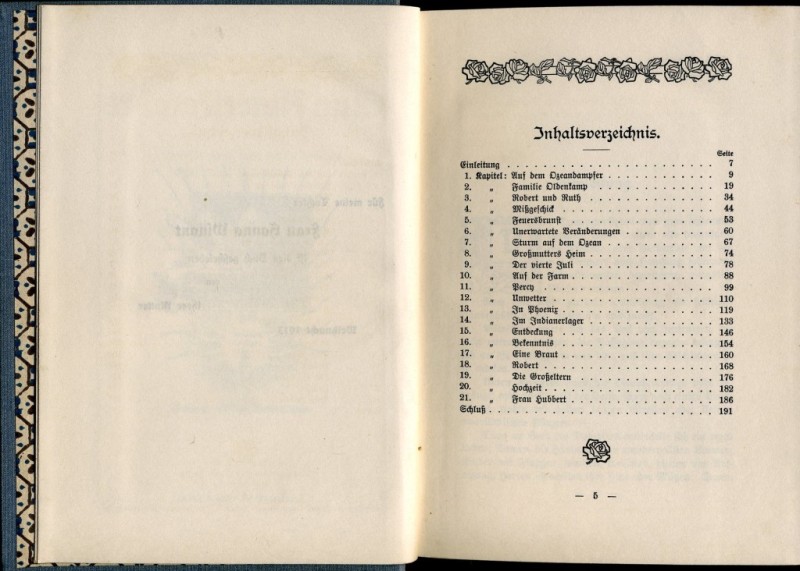 Inhaltsverzeichnis.
Seite
Einleitung . . . . . . . . . . . . . . . . . . . . . . 7
1. Kapitel: Auf dem Ozeandampfer . . . . . . . . . . . 9
2. „ Familie Oldenkamp . . . . . . . . . . . . 19
3. „ Robert und Ruth . . . . . . . . . . . . . 34
4. „ Mißgeschick . . . . . . . . . . . . . . . 44
5. „ Feuersbrunst . . . . . . . . . . . . . . 53
6. „ Unerwartete Veränderungen . . . . . . . . 60
7. „ Sturm auf dem Ozean . . . . . . . . . . . 67
8. „ Großmutters Heim . . . . . . . . . . . . 74
9. „ Der vierte Juli . . . . . . . . . . . . . 78
10. „ Auf der Farm . . . . . . . . . . . . . . 88
11. „ Percy . . . . . . . . . . . . . . . . . . 99
12. „ Unwetter . . . . . . . . . . . . . . . . 110
13. „ In Phoenix . . . . . . . . . . . . . . . 119
14. „ Im Indianerlager . . . . . . . . . . . . 133
15. „ Entdeckung . . . . . . . . . . . . . . . 146
16. „ Bekenntnis . . . . . . . . . . . . . . . 154
17. „ Eine Braut . . . . . . . . . . . . . . . 160
18. „ Robert . . . . . . . . . . . . . . . . . 168
19. „ Die Großeltern . . . . . . . . . . . . . 176
20. „ Hochzeit . . . . . . . . . . . . . . . . 182
21. „ Frau Hubbert . . . . . . . . . . . . . . 186
Schluß . . . . . . . . . . . . . . . . . . . . . . . . 191
— 5 —